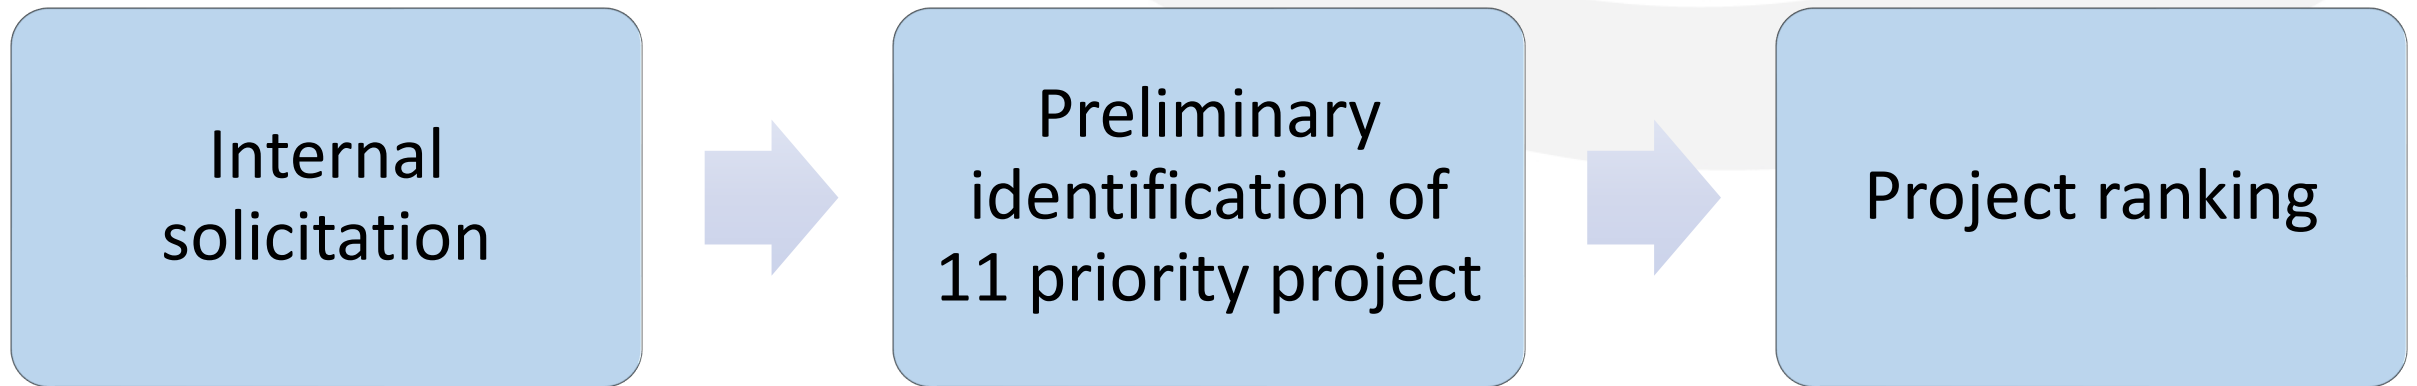 Internal
solicitation
Preliminary
identification of
11 priority project
Project ranking